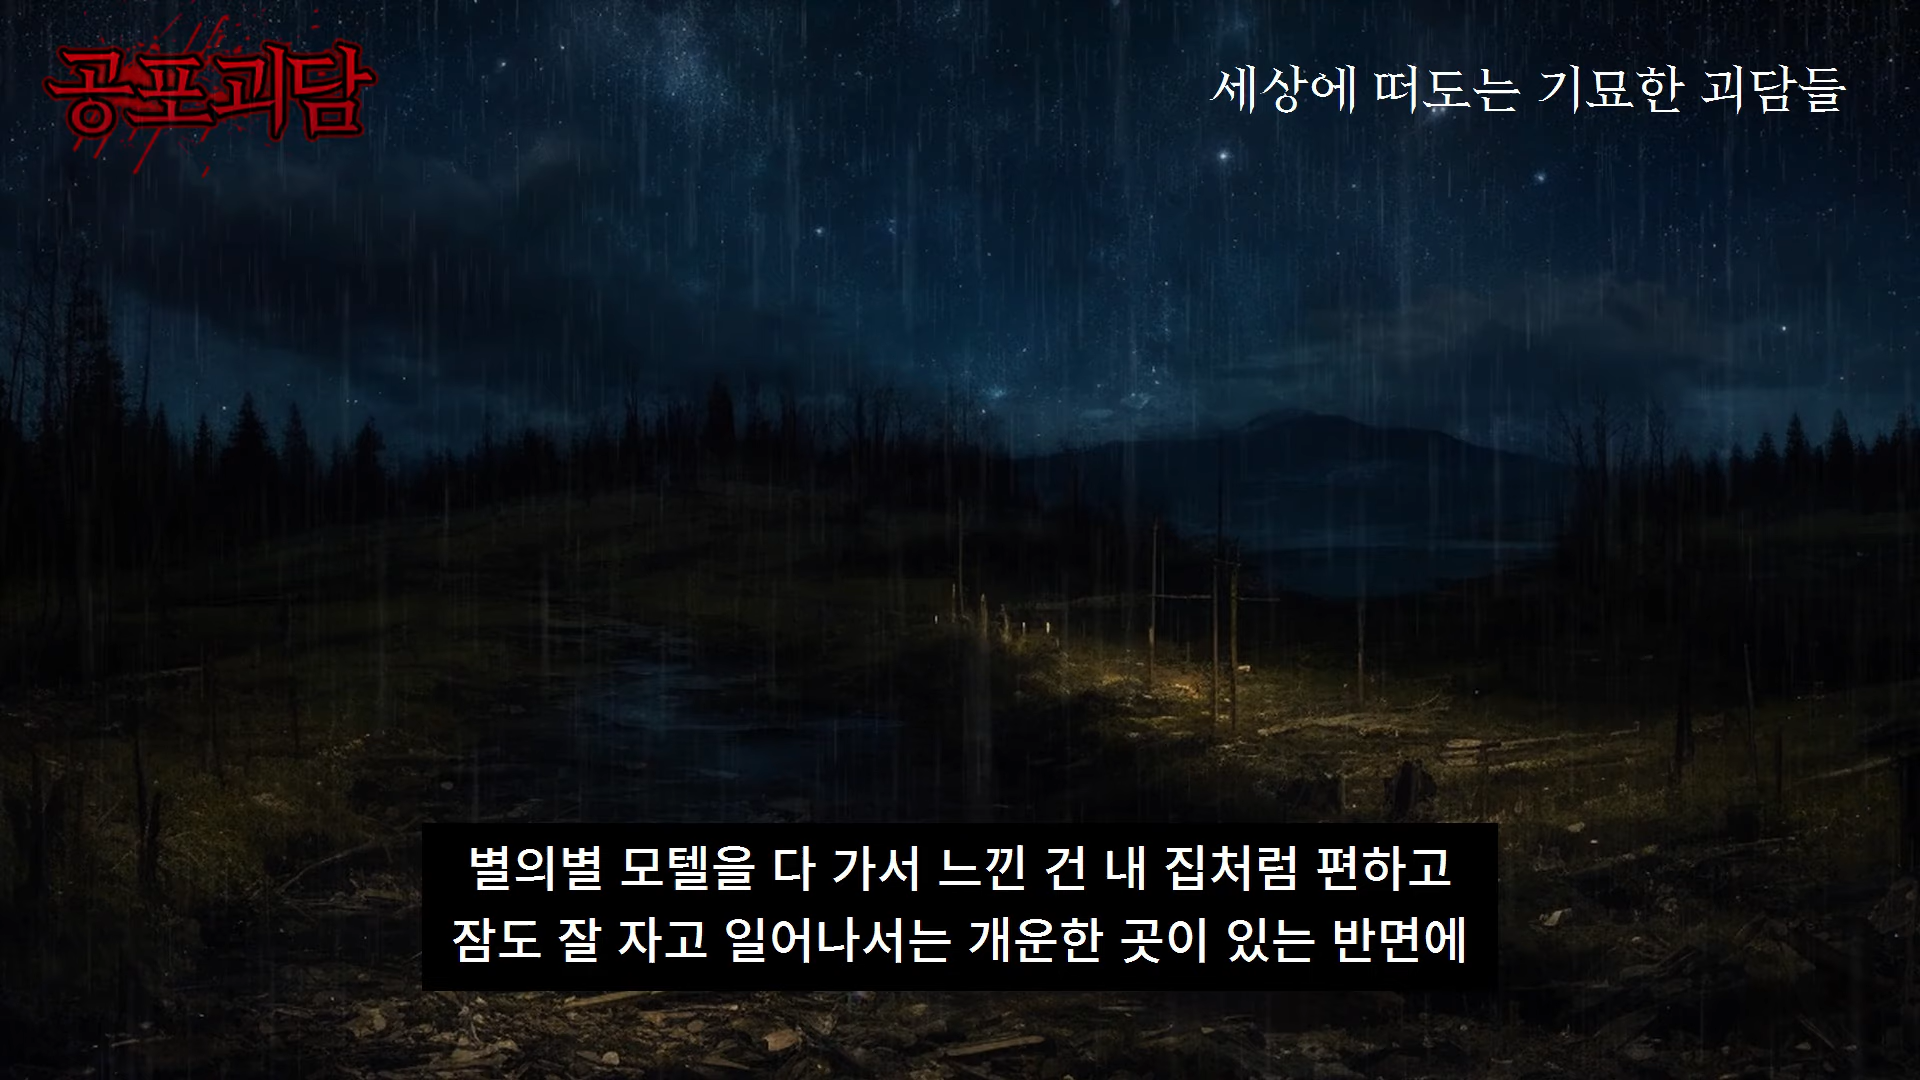 공포괴담
세상에 떠도는 기묘한 괴담들
별의별 모텔을 다 가서 느낀 건 내 집처럼 편하고
잠도 잘 자고 일어나서는 개운한 곳이 있는 반면에